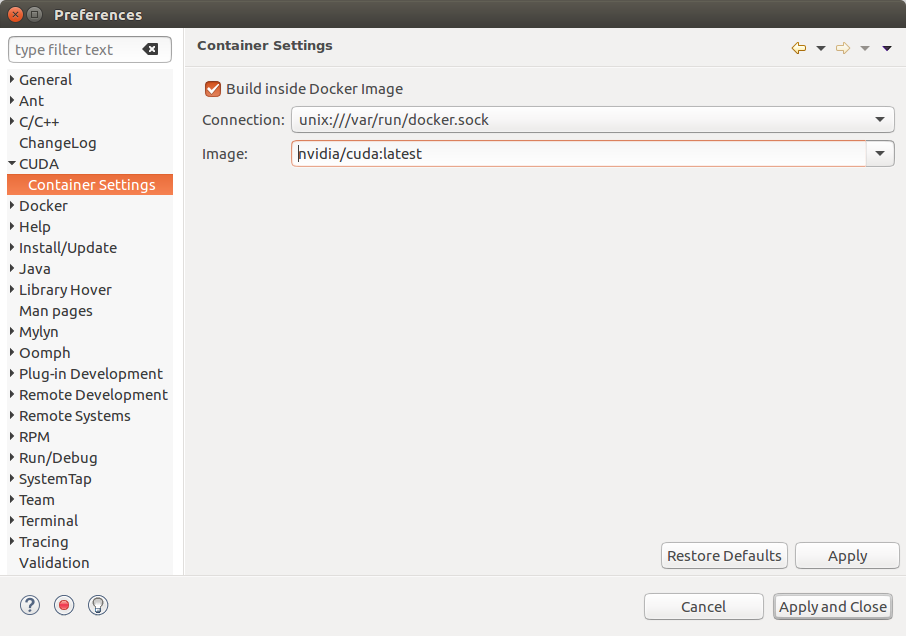 Preferences
type filter text
General
Ant
C/C++
ChangeLog
CUDA
Container Settings
Docker
Help
Install/Update
Java
Library Hover
Man pages
Mylyn
Oomph
Plug-in Development
Remote Development
Remote Systems
RPM
Run/Debug
SystemTap
Team
Terminal
Tracing
Validation
Container Settings
Build inside Docker Image
Connection: unix:///var/run/docker.sock
Image: nvidia/cuda:latest
Restore Defaults Apply
? Cancel Apply and Close